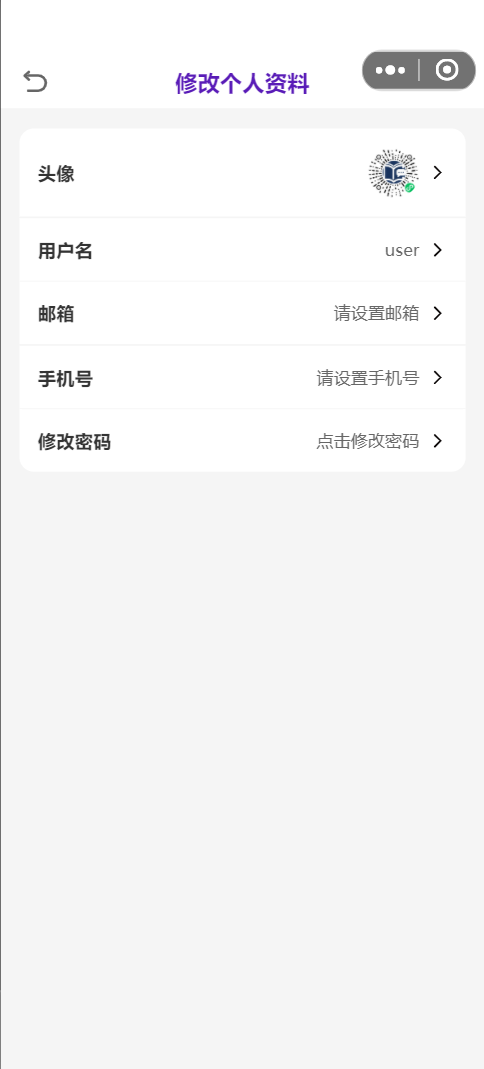 修改个人资料
头像
用户名 user
邮箱 请设置邮箱
手机号 请设置手机号
修改密码 点击修改密码